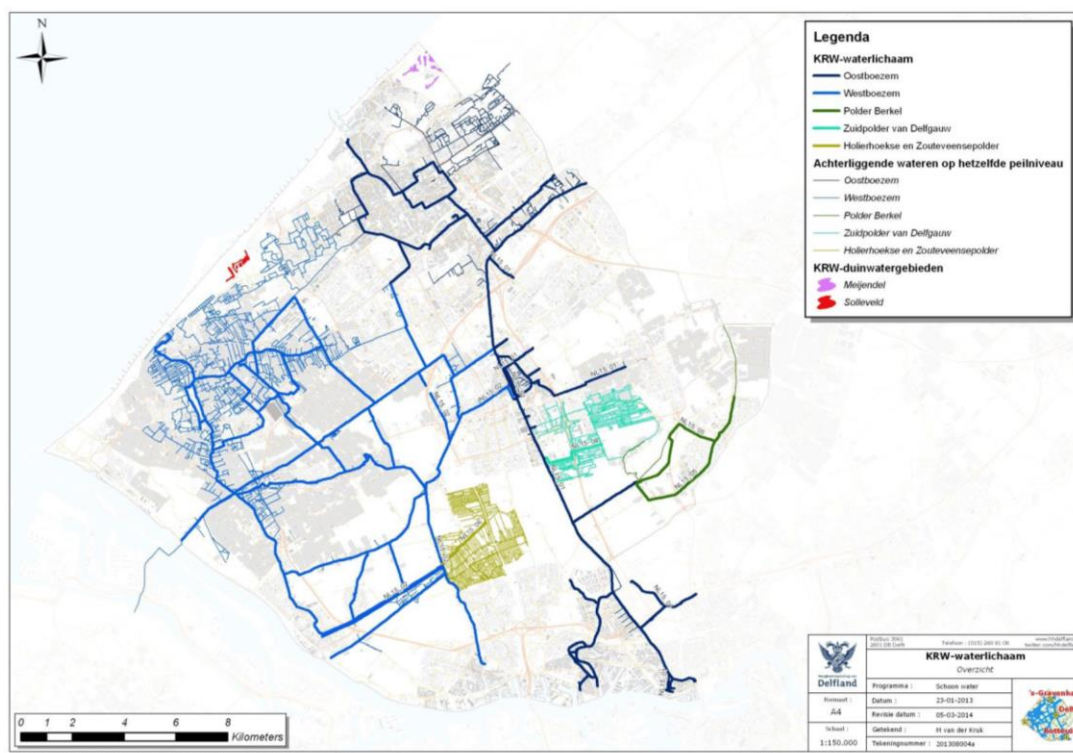 N
Legenda
KRW-waterlichaam
Oostboezem
Westboezem
Polder Berkel
Zuidpolder van Delfgauw
Holierhoekse en Zouteveensepolder
Achterliggende wateren op hetzelfde peilniveau
Oostboezem
Westboezem
Polder Berkel
Zuidpolder van Delfgauw
Holierhoekse en Zouteveensepolder
KRW-duinwatergebieden
Meijendel
Solleveld
NL15_01
NL15_04
NL15_05
0 1 2 4 6 8
Kilometers
Delfland
KRW-waterlichaam
Overzicht
Programma : Schoon water
Formaat :
A4
Datum : 23-01-2013
Revisie datum : 05-03-2014
Schaal :
1:150.000
Getekend : M van der Kruk
Tekeningnummer : 201308004a